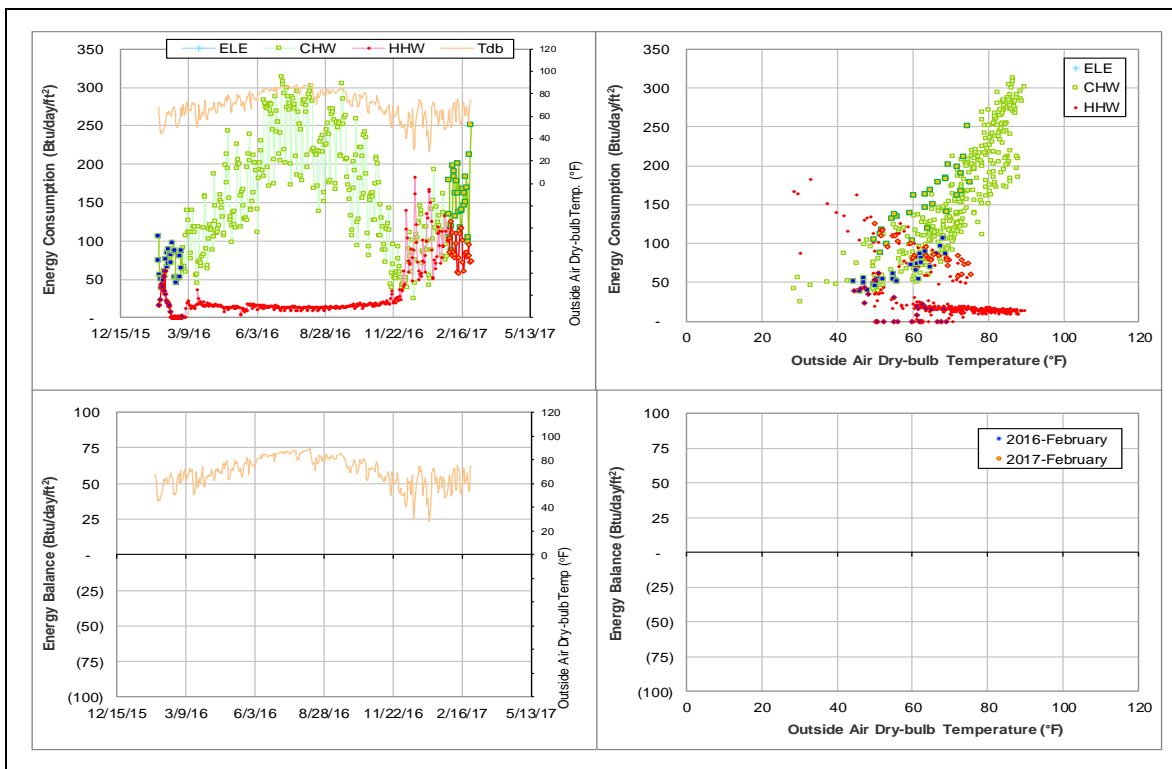 ELE CHW HHW Tdb
Energy Consumption (Btu/day/ft²)
350
300
250
200
150
100
50
-
120
100
80
60
40
20
0
Outside Air Dry-bulb Temp. (°F)
12/15/15 3/9/16 6/3/16 8/28/16 11/22/16 2/16/17 5/13/17
ELE
CHW
HHW
Energy Consumption (Btu/day/ft²)
350
300
250
200
150
100
50
-
0 20 40 60 80 100 120
Outside Air Dry-bulb Temperature (°F)
Energy Balance (Btu/day/ft²)
100
75
50
25
-
(25)
(50)
(75)
(100)
120
100
80
60
40
20
0
Outside Air Dry-bulb Temp (°F)
12/15/15 3/9/16 6/3/16 8/28/16 11/22/16 2/16/17 5/13/17
2016-February
2017-February
Energy Balance (Btu/day/ft²)
100
75
50
25
-
(25)
(50)
(75)
(100)
0 20 40 60 80 100 120
Outside Air Dry-bulb Temperature (°F)